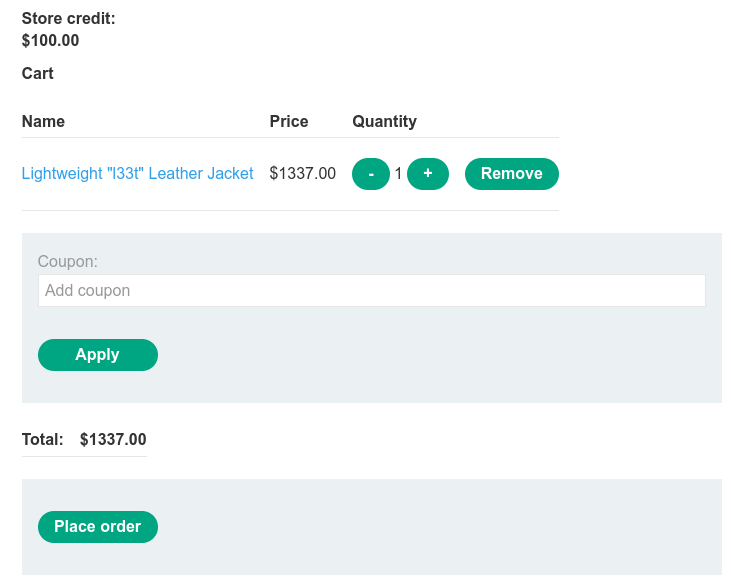 Store credit:
$100.00
Cart
Name Price Quantity
Lightweight "l33t" Leather Jacket $1337.00 - 1 + Remove
Coupon:
Add coupon
Apply
Total: $1337.00
Place order